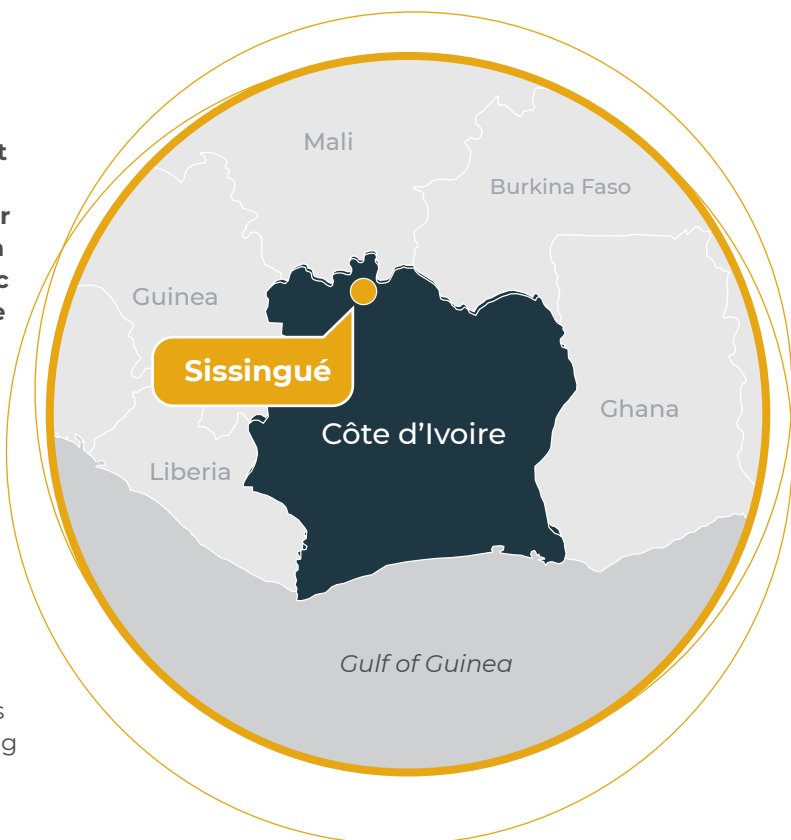 Mali
Burkina Faso
Guinea
Sissingué
Ghana
Côte d’Ivoire
Liberia
Gulf of Guinea